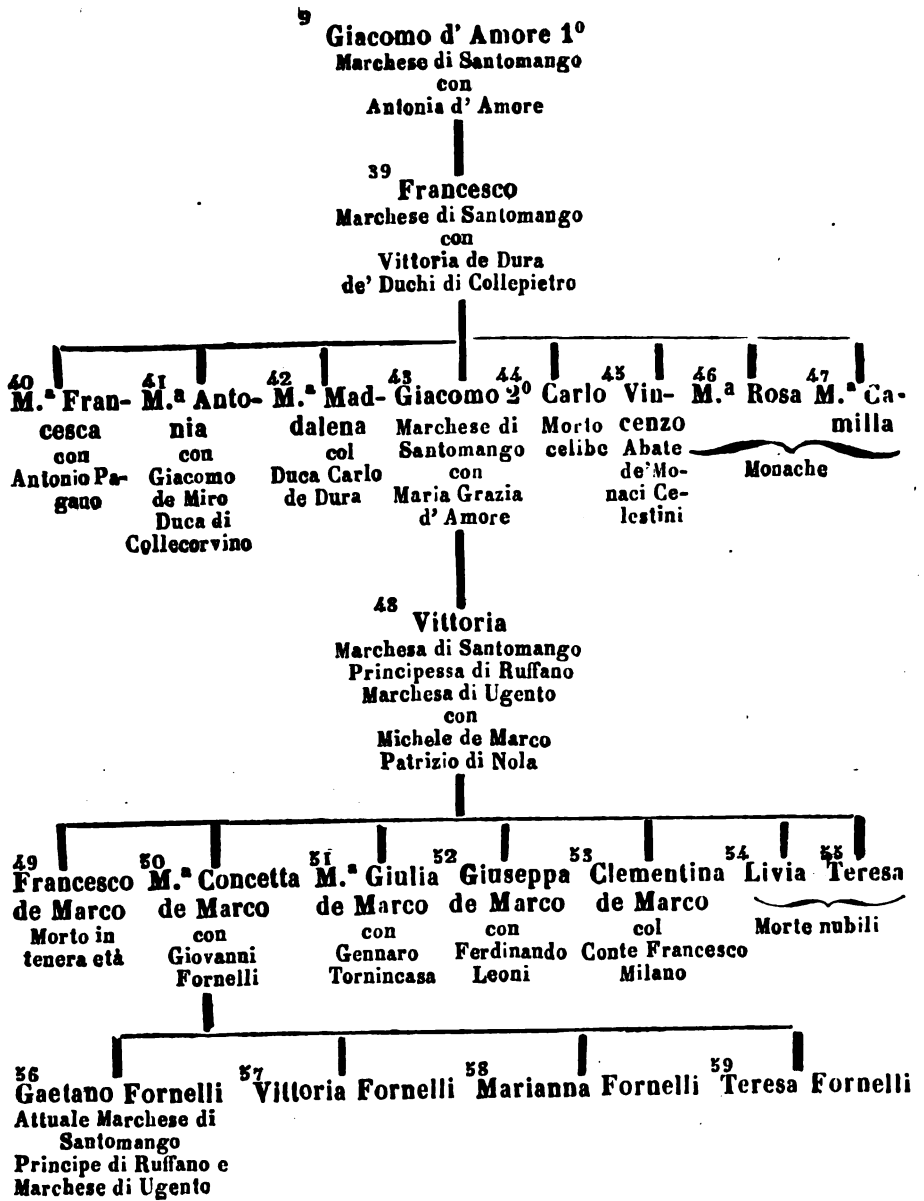 9
Giacomo d' Amore 1º
Marchese di Santomango
con
Antonia d' Amore
39
Francesco
Marchese di Santomango
con
Vittoria de Dura
de' Duchi di Collepietro
40
M.ª Fran-
cesca
con
Antonio Pa-
gano
41
M.ª Anto-
nia
con
Giacomo
de Miro
Duca di
Collecorvino
42
M.ª Mad-
dalena
col
Duca Carlo
de Dura
43
Giacomo 2º
Marchese di
Santomango
con
Maria Grazia
d' Amore
44
Carlo
Morto
celibe
45
Vin-
cenzo
Abate
de' Mo-
naci Ce-
lestini
46
M.ª Rosa
47
M.ª Ca-
milla
Monache
48
Vittoria
Marchesa di Santomango
Principessa di Ruffano
Marchesa di Ugento
con
Michele de Marco
Patrizio di Nola
49
Francesco
de Marco
Morto in
tenera età
50
M.ª Concetta
de Marco
con
Giovanni
Fornelli
51
M.ª Giulia
de Marco
con
Gennaro
Tornincasa
52
Giuseppa
de Marco
con
Ferdinando
Leoni
53
Clementina
de Marco
col
Conte Francesco
Milano
54
Livia
55
Teresa
Morte nubili
56
Gaetano Fornelli
Attuale Marchese di
Santomango
Principe di Ruffano e
Marchese di Ugento
57
Vittoria Fornelli
58
Marianna Fornelli
59
Teresa Fornelli